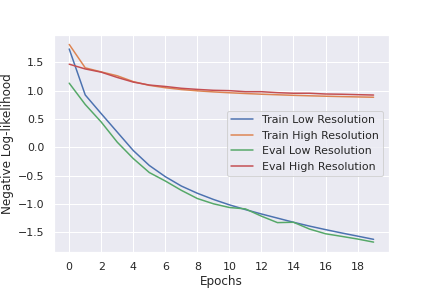 Negative Log-likelihood
1.5
1.0
0.5
0.0
−0.5
−1.0
−1.5
Train Low Resolution
Train High Resolution
Eval Low Resolution
Eval High Resolution
0 2 4 6 8 10 12 14 16 18
Epochs